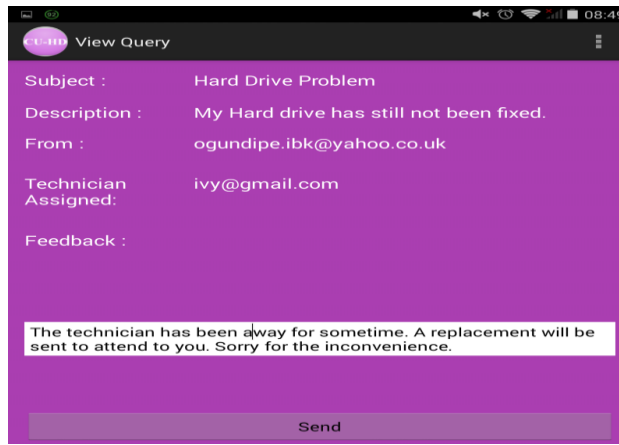 92 08:49
CU-HD View Query
Subject : Hard Drive Problem
Description : My Hard drive has still not been fixed.
From : ogundipe.ibk@yahoo.co.uk
Technician Assigned: ivy@gmail.com
Feedback :
The technician has been away for sometime. A replacement will be
sent to attend to you. Sorry for the inconvenience.
Send